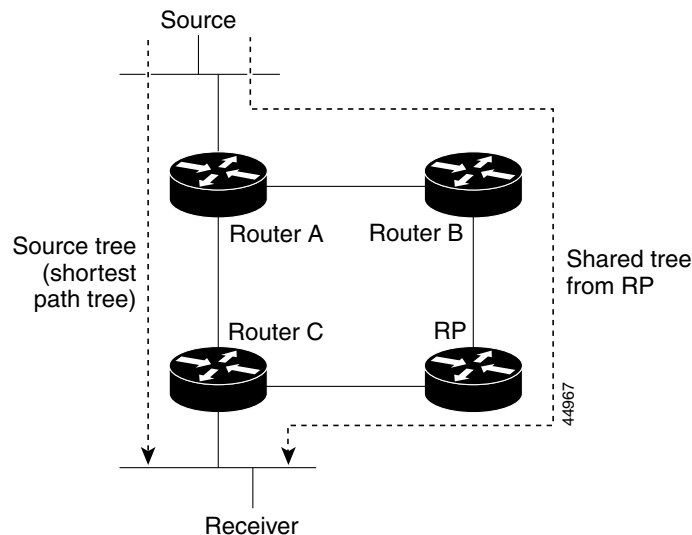 Source
Router A
Router B
Source tree
(shortest
path tree)
Shared tree
from RP
Router C
RP
44967
Receiver